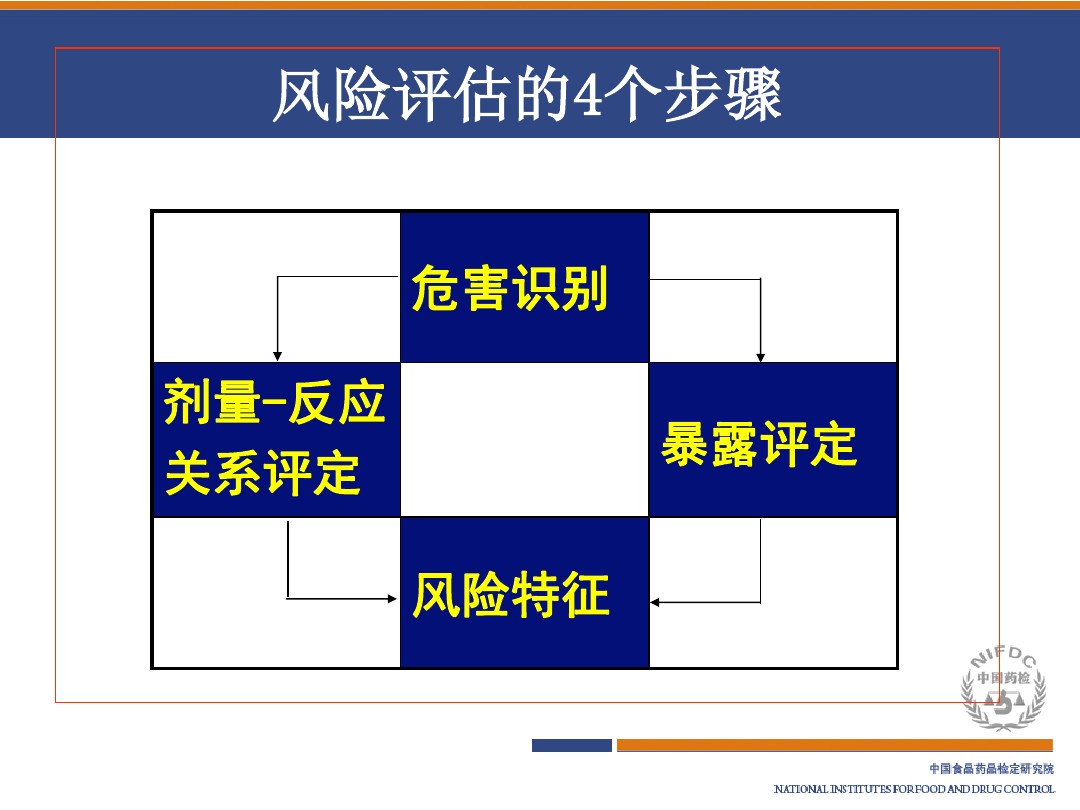 风险评估的4个步骤
危害识别
剂量-反应
关系评定
暴露评定
风险特征
NIFDC
中国药检
中国食品药品检定研究院
NATIONAL INSTITUTES FOR FOOD AND DRUG CONTROL